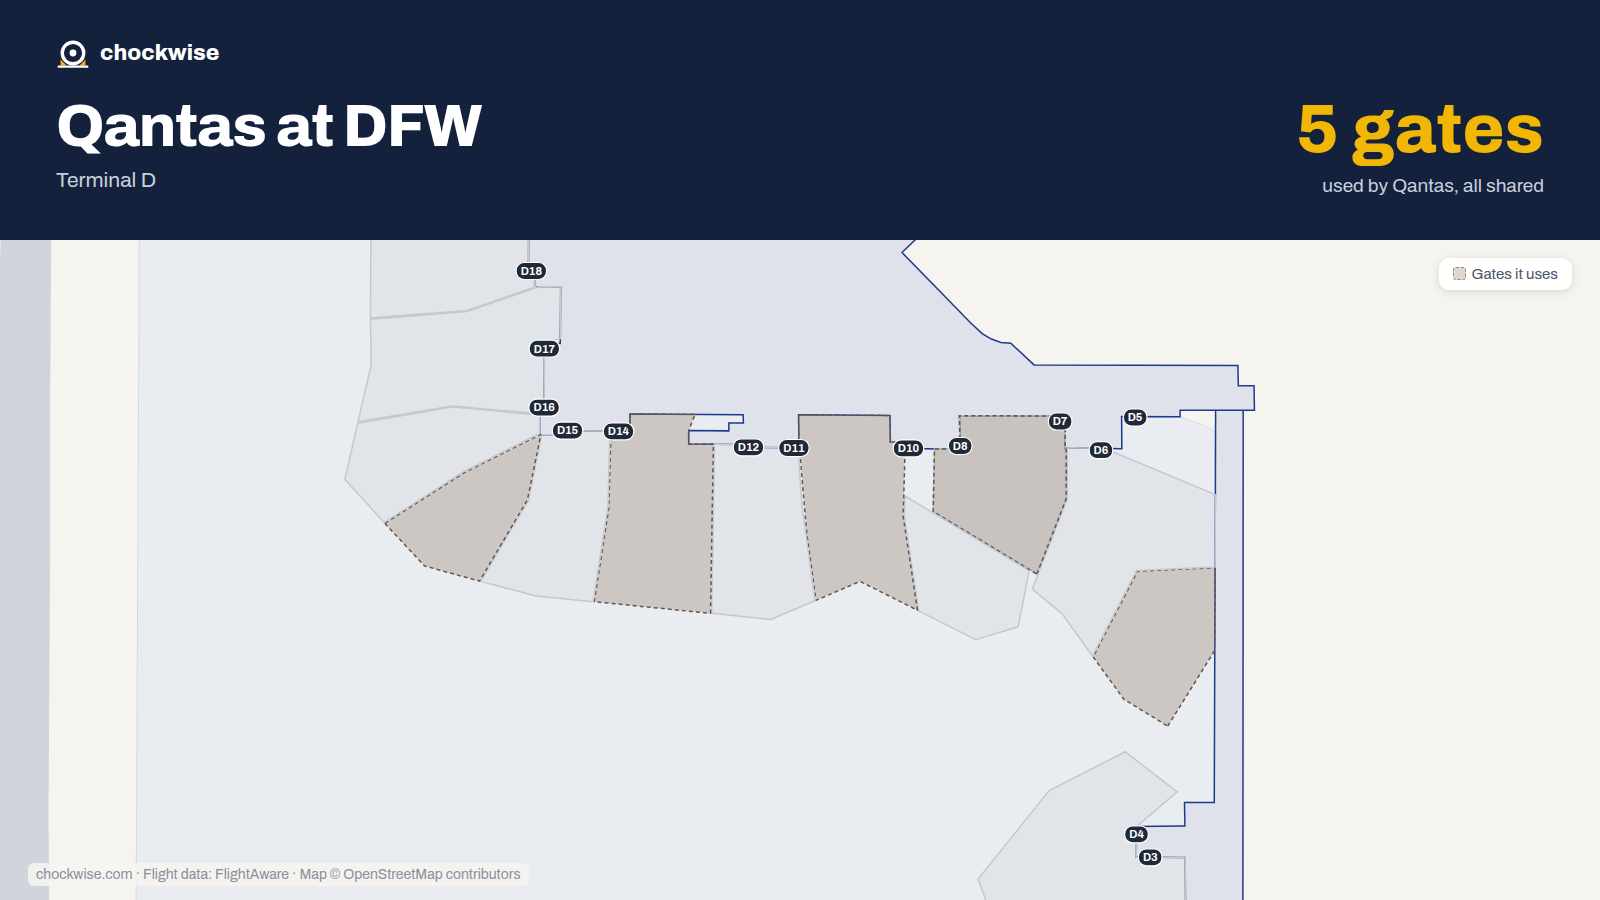 chockwise
Qantas at DFW
Terminal D
5 gates
used by Qantas, all shared
Gates it uses
D18
D17
D16
D15
D14
D12
D11
D10
D8
D7
D6
D5
D4
D3
chockwise.com · Flight data: FlightAware · Map © OpenStreetMap contributors